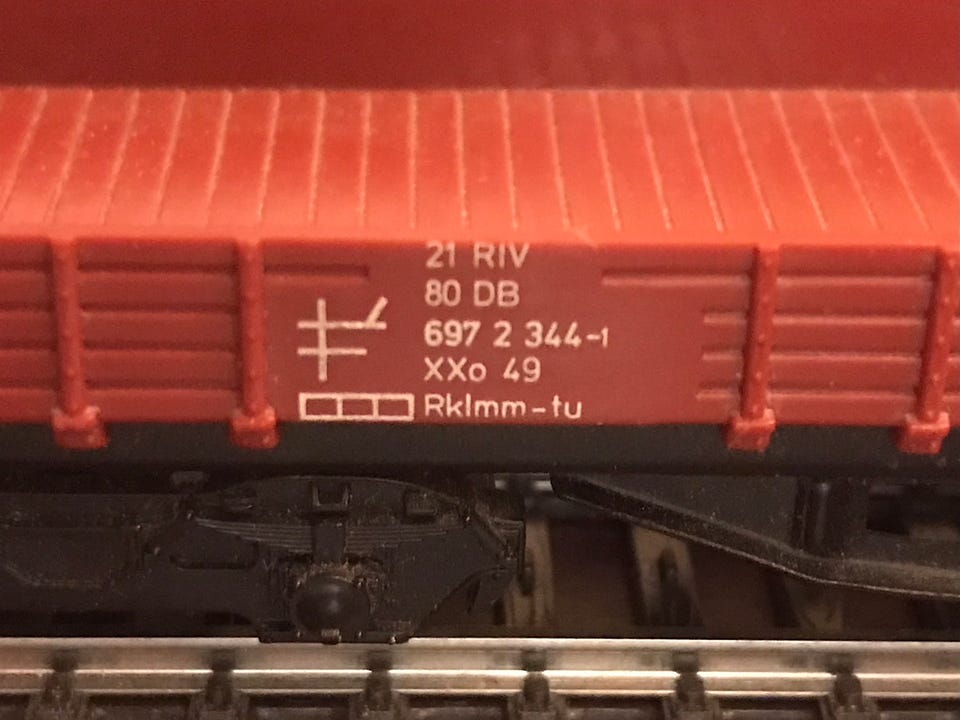 21 RIV
80 DB
697 2 344-1
XXo 49
Rklmm-tu